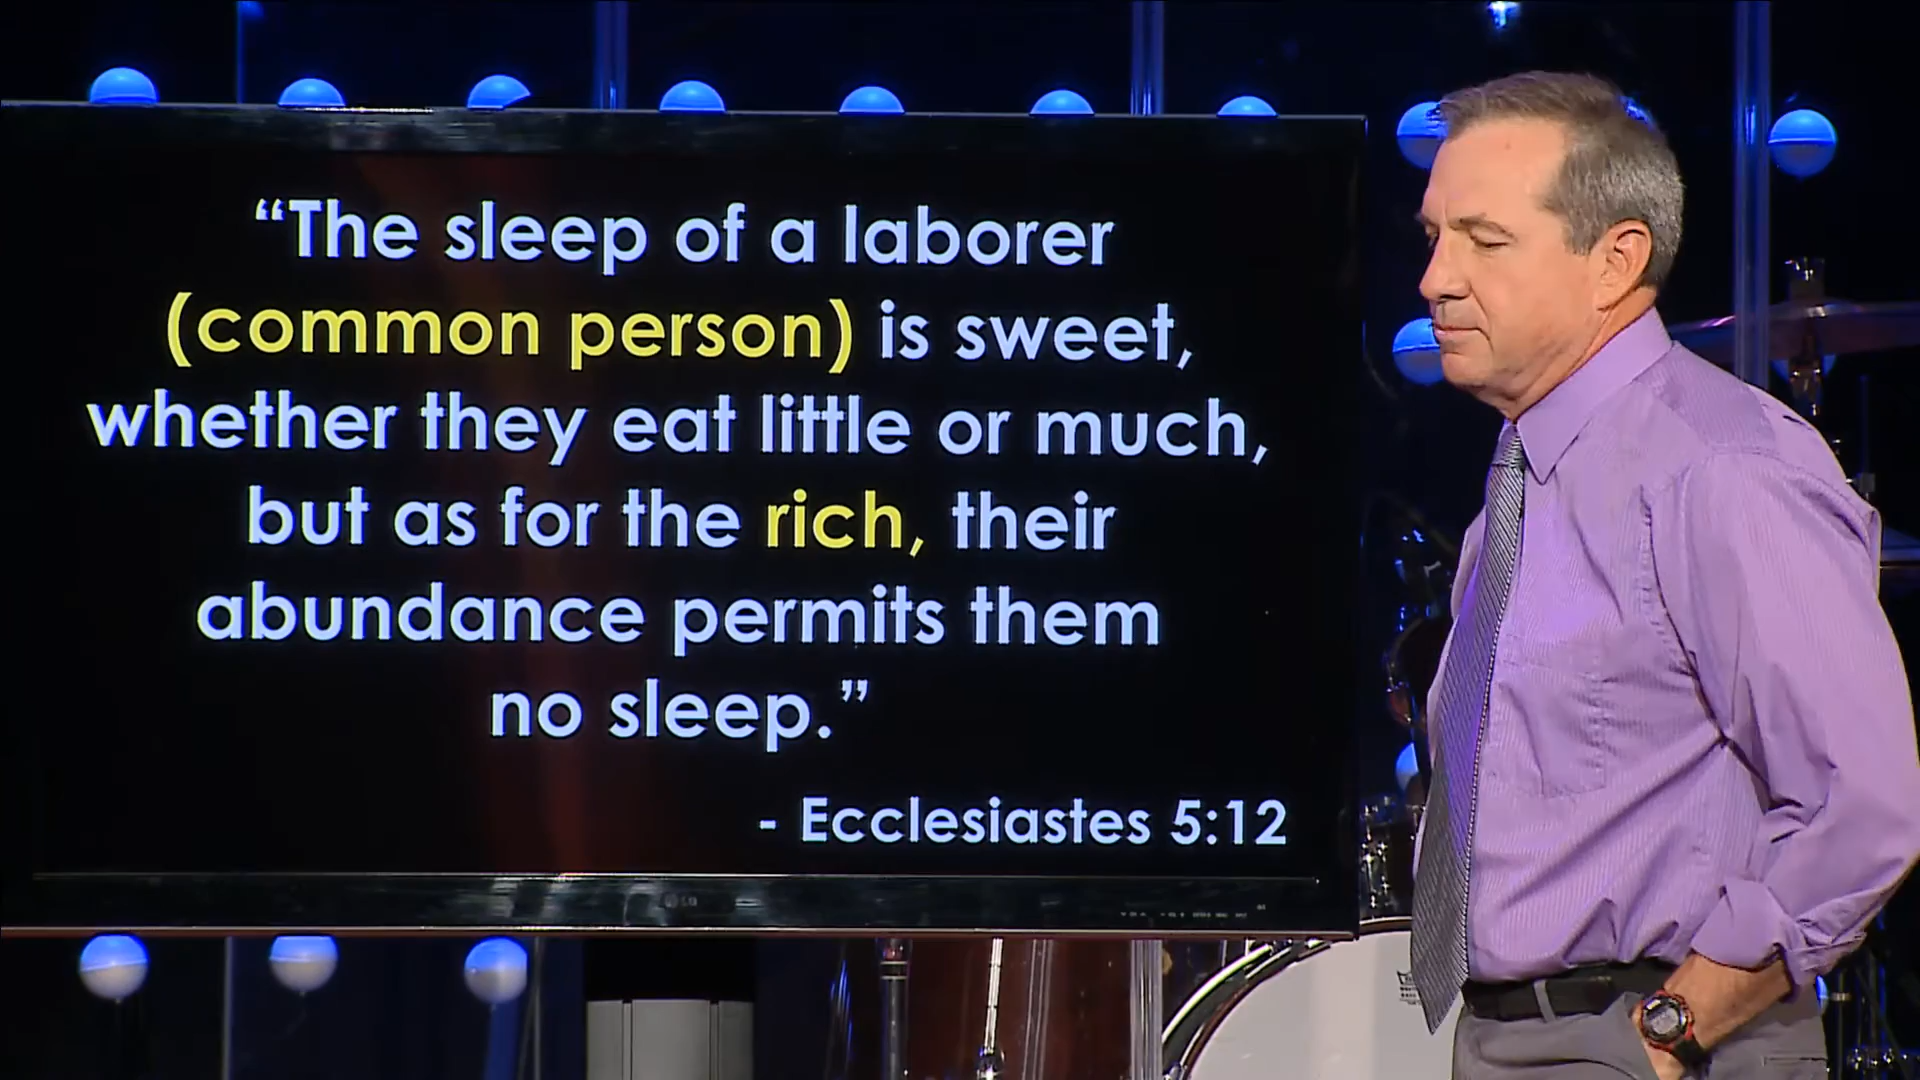 “The sleep of a laborer
(common person) is sweet,
whether they eat little or much,
but as for the rich, their
abundance permits them
no sleep.”
- Ecclesiastes 5:12
LG